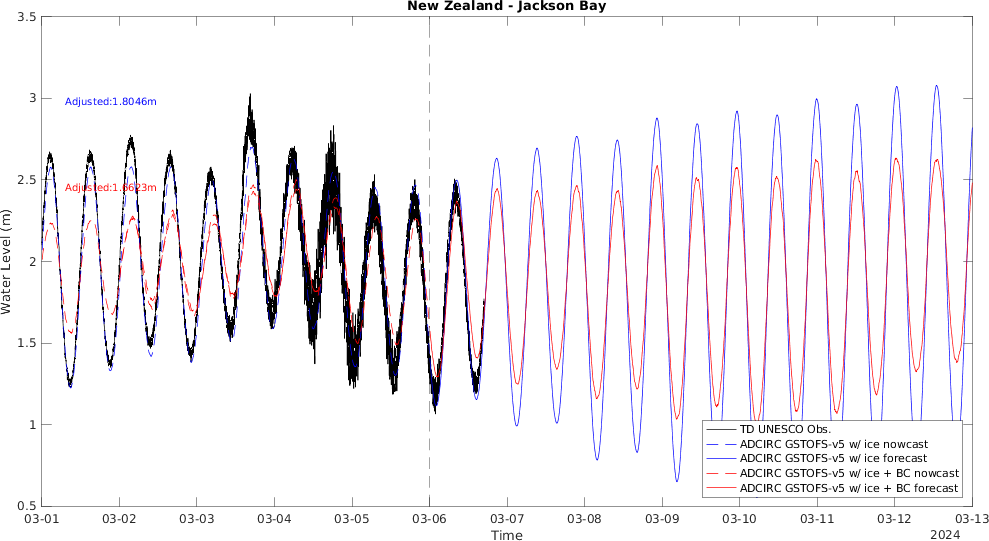 New Zealand - Jackson Bay
3.5
3
2.5
2
1.5
1
0.5
Water Level (m)
Adjusted:1.8046m
TD UNESCO Obs.
ADCIRC GSTOFS-v5 w/ ice nowcast
ADCIRC GSTOFS-v5 w/ ice forecast
ADCIRC GSTOFS-v5 w/ ice + BC nowcast
ADCIRC GSTOFS-v5 w/ ice + BC forecast
03-01 03-02 03-03 03-04 03-05 03-06 03-07 03-08 03-09 03-10 03-11 03-12 03-13
Time
2024